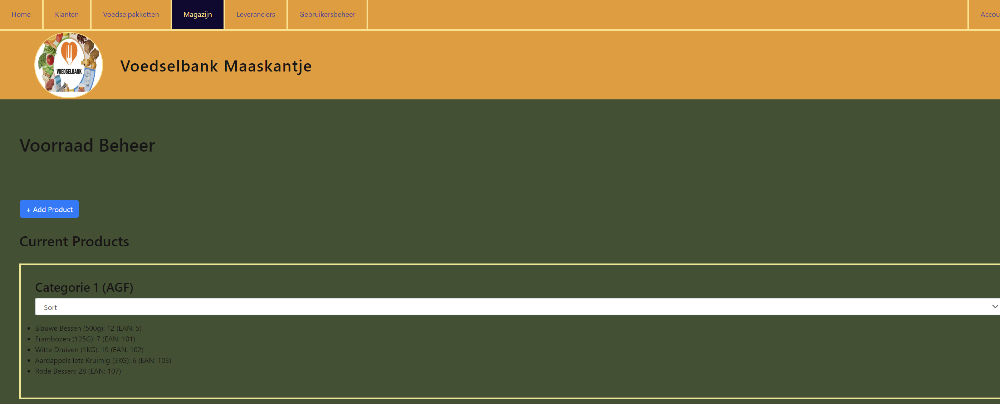 Home Klanten Voedselpakketten Magazijn Leveranciers Gebruikersbeheer Accou
VOEDSELBANK
Voedselbank Maaskantje
Voorraad Beheer
+ Add Product
Current Products
Categorie 1 (AGF)
Sort
Blauwe Bessen (500g): 12 (EAN: 5)
Frambozen (125G): 7 (EAN: 101)
Witte Druiven (1KG): 19 (EAN: 102)
Aardappels Iets Kruimig (3KG): 6 (EAN: 103)
Rode Bessen: 28 (EAN: 107)